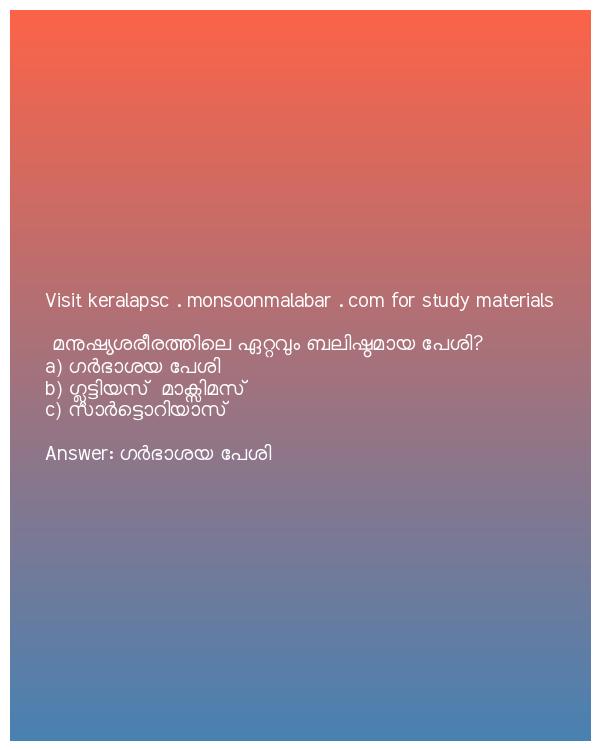 Visit keralapsc . monsoonmalabar . com for study materials
മനുഷ്യശരീരത്തിലെ ഏറ്റവും ബലിഷ്ഠമായ പേശി?
a) ഗർഭാശയ പേശി
b) ഗ്ലൂട്ടിയസ് മാക്സിമസ്
c) സാർട്ടൊറിയാസ്
Answer: ഗർഭാശയ പേശി